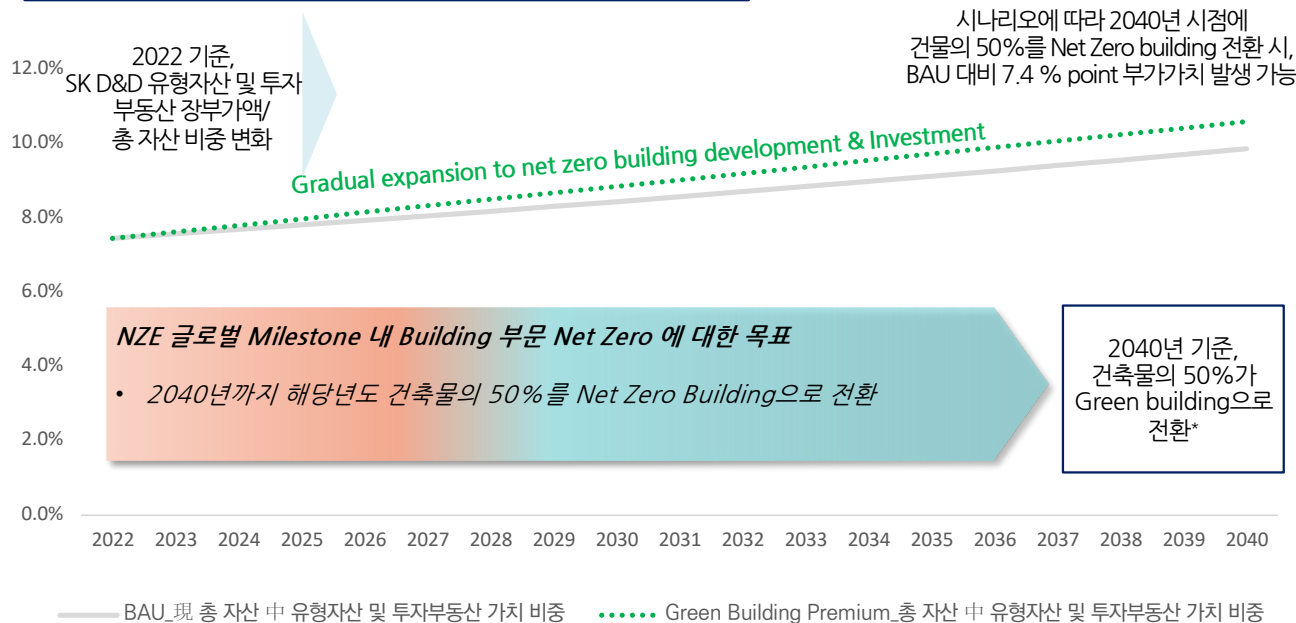 시나리오에 따라 2040년 시점에
건물의 50%를 Net Zero building 전환 시,
BAU 대비 7.4 % point 부가가치 발생 가능
2022 기준,
SK D&D 유형자산 및 투자
부동산 장부가액/
총 자산 비중 변화
12.0%
10.0%
8.0%
6.0%
4.0%
2.0%
0.0%
Gradual expansion to net zero building development & Investment
NZE 글로벌 Milestone 내 Building 부문 Net Zero 에 대한 목표
• 2040년까지 해당년도 건축물의 50%를 Net Zero Building으로 전환
2040년 기준,
건축물의 50%가
Green building으로
전환*
2022 2023 2024 2025 2026 2027 2028 2029 2030 2031 2032 2033 2034 2035 2036 2037 2038 2039 2040
BAU_現 총 자산 中 유형자산 및 투자부동산 가치 비중
Green Building Premium_총 자산 中 유형자산 및 투자부동산 가치 비중